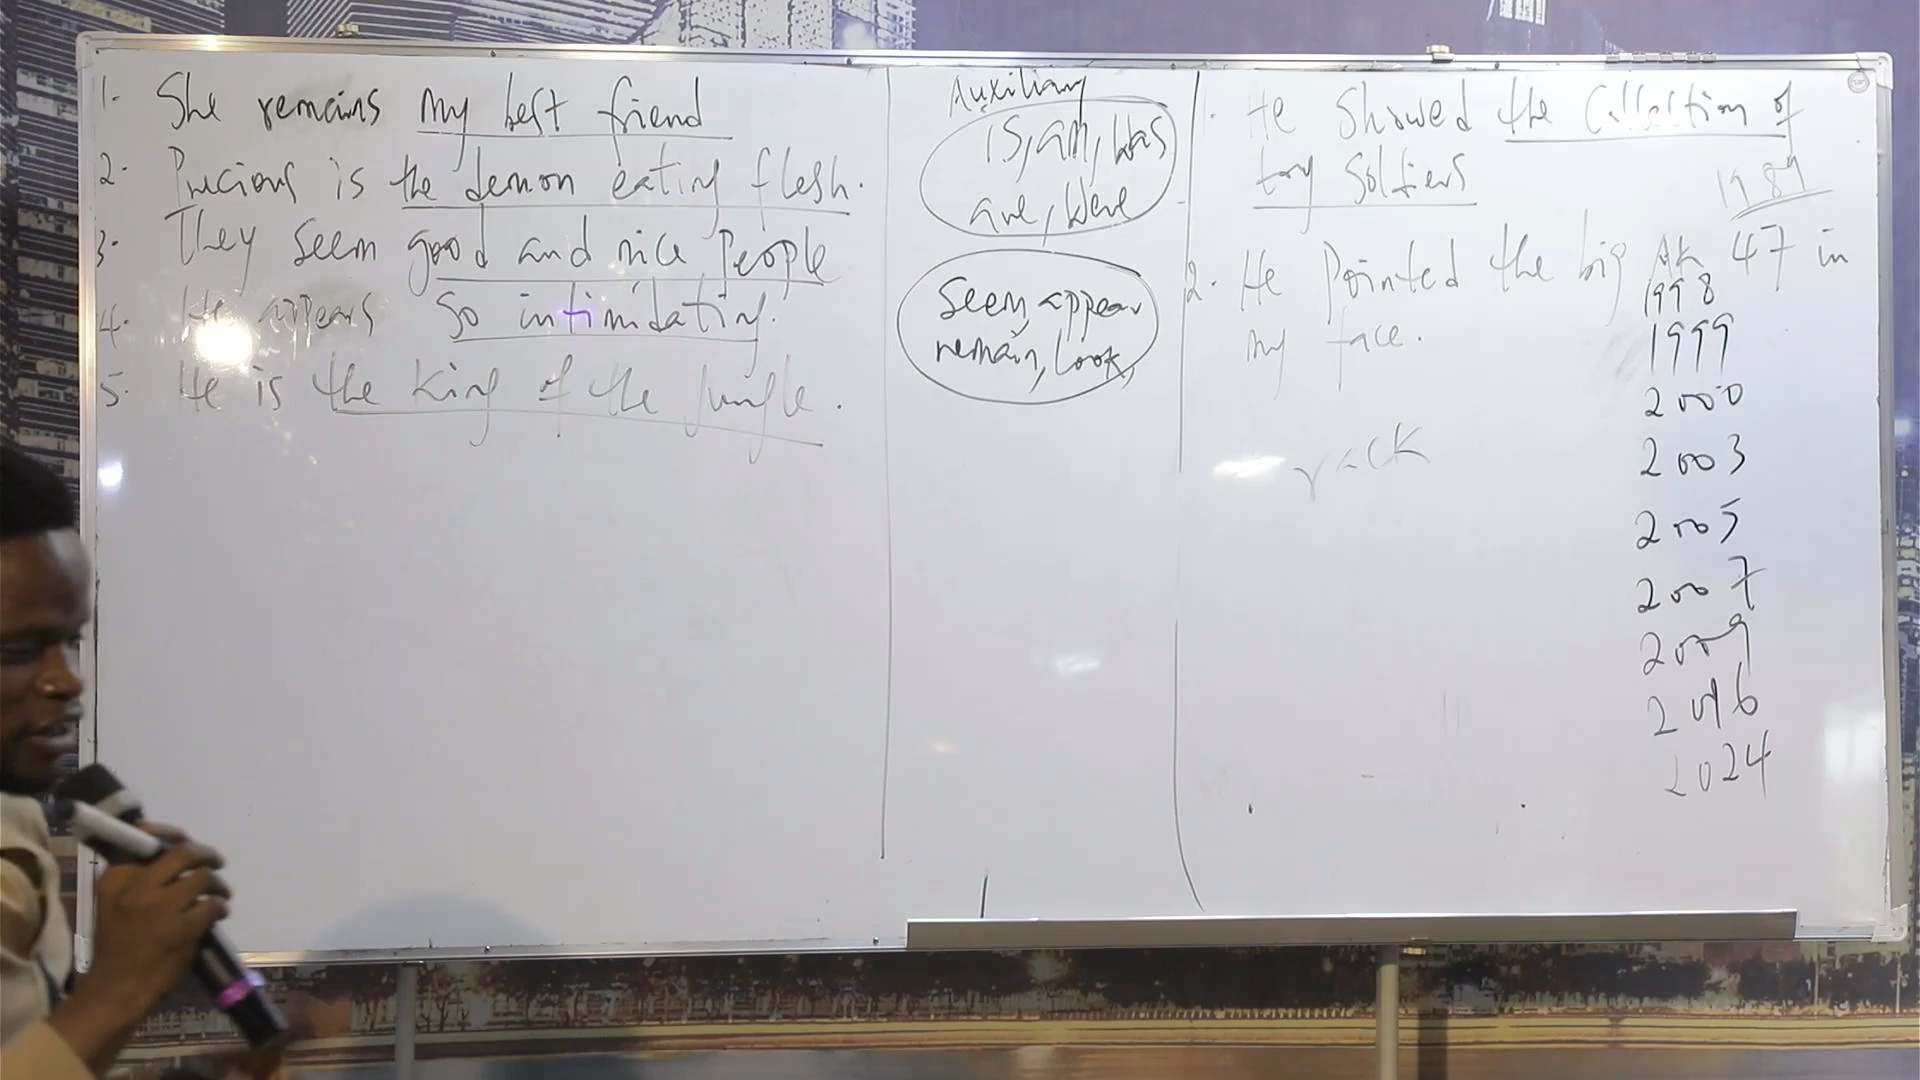 1. She remains my best friend
2. Precious is the demon eating flesh.
3. They seem good and nice people
4. He appears so intimidating.
5. He is the king of the jungle.
Auxiliary
is, am, was
are, were
Seem, appear
remain, look,
1. He showed the collection of
toy soldiers
1989
2. He pointed the big AK 47 in
my face.
1998
1999
2000
2003
2005
2007
2009
2016
2024